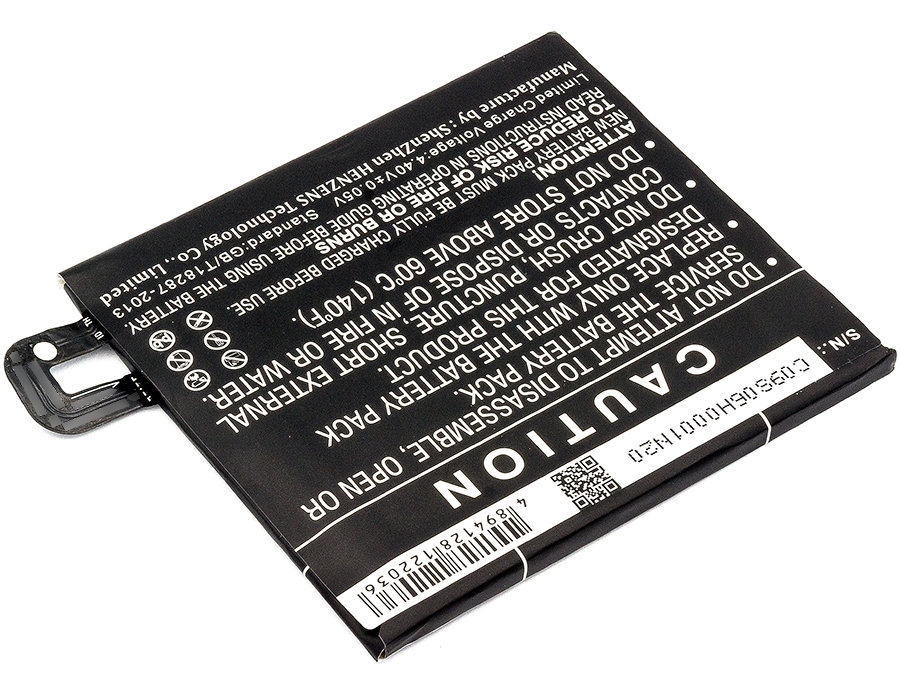 S/N.: C09S06H0001N20
4894128122036
CAUTION
DO NOT ATTEMPT TO DISASSEMBLE, OPEN OR
SERVICE THE BATTERY PACK.
• REPLACE ONLY WITH THE BATTERY PACK
DESIGNATED FOR THIS PRODUCT.
• DO NOT CRUSH, PUNCTURE, SHORT EXTERNAL
CONTACTS OR DISPOSE OF IN FIRE OR WATER.
• DO NOT STORE ABOVE 60°C (140°F).
ATTENTION!
NEW BATTERY PACK MUST BE FULLY CHARGED BEFORE USE.
TO REDUCE RISK OF FIRE OR BURNS
READ INSTRUCTIONS IN OPERATING GUIDE BEFORE USING THE BATTERY
Limited Charge Voltage:4.40V±0.05V Standard:GB/T18287-2013
Manufacture by : ShenZhen HENZENS Technology Co., Limited